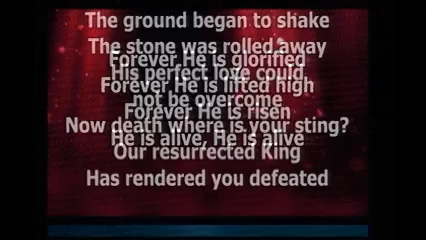 The ground began to shake
The stone was rolled away
Forever He is glorified
His perfect love could
Forever He is lifted high
not be overcome
Forever He is risen
Now death where is your sting?
He is alive, He is alive
Our resurrected King
Has rendered you defeated